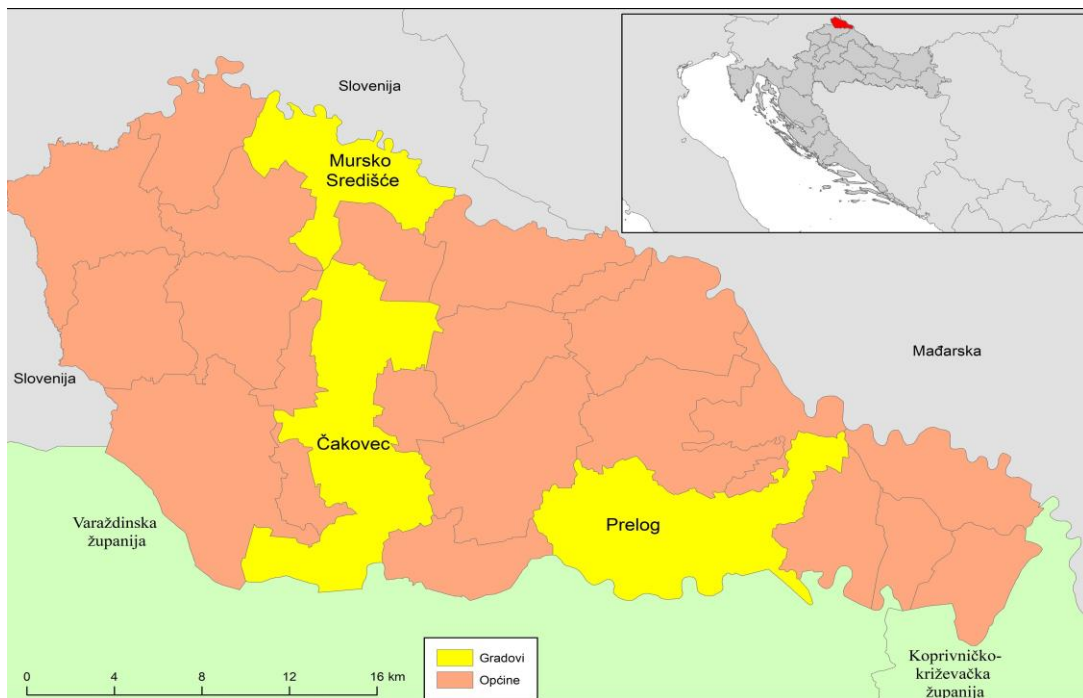 Slovenija
Mursko
Središće
Mađarska
Slovenija
Čakovec
Varaždinska
županija
Prelog
Gradovi
Općine
0 4 8 12 16 km
Koprivničko-
križevačka
županija